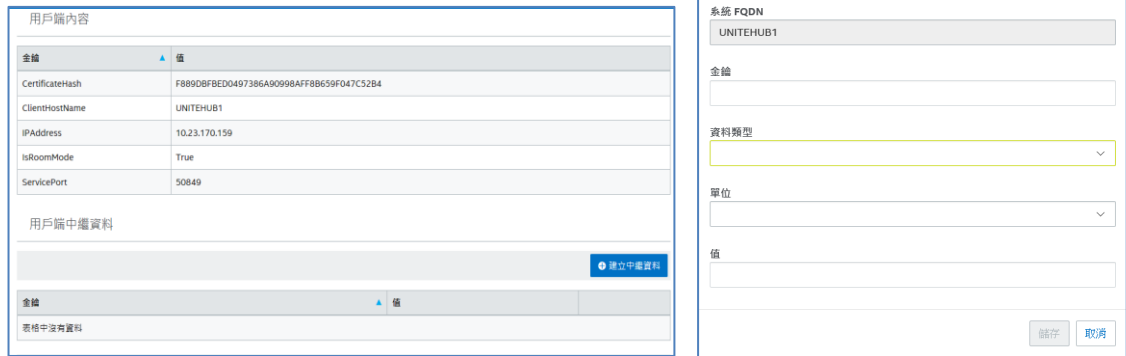 用戶端內容
金鑰 值
CertificateHash F889DBFBED0497386A90998AFF8B659F047C52B4
ClientHostName UNITEHUB1
IPAddress 10.23.170.159
IsRoomMode True
ServicePort 50849
用戶端中繼資料
建立中繼資料
金鑰 值
表格中沒有資料
系統 FQDN
UNITEHUB1
金鑰
資料類型
單位
值
儲存 取消